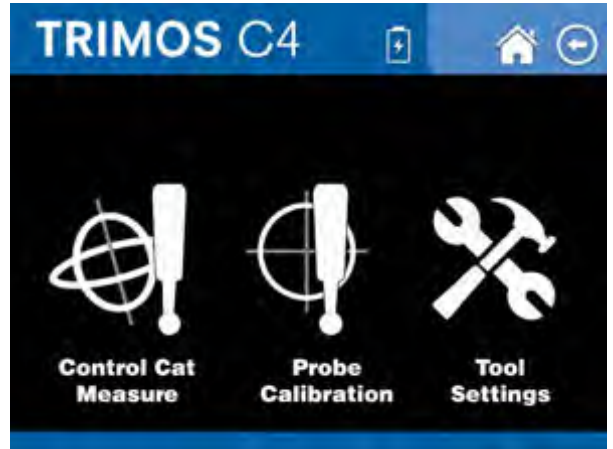 TRIMOS C4
Control Cat
Measure
Probe
Calibration
Tool
Settings